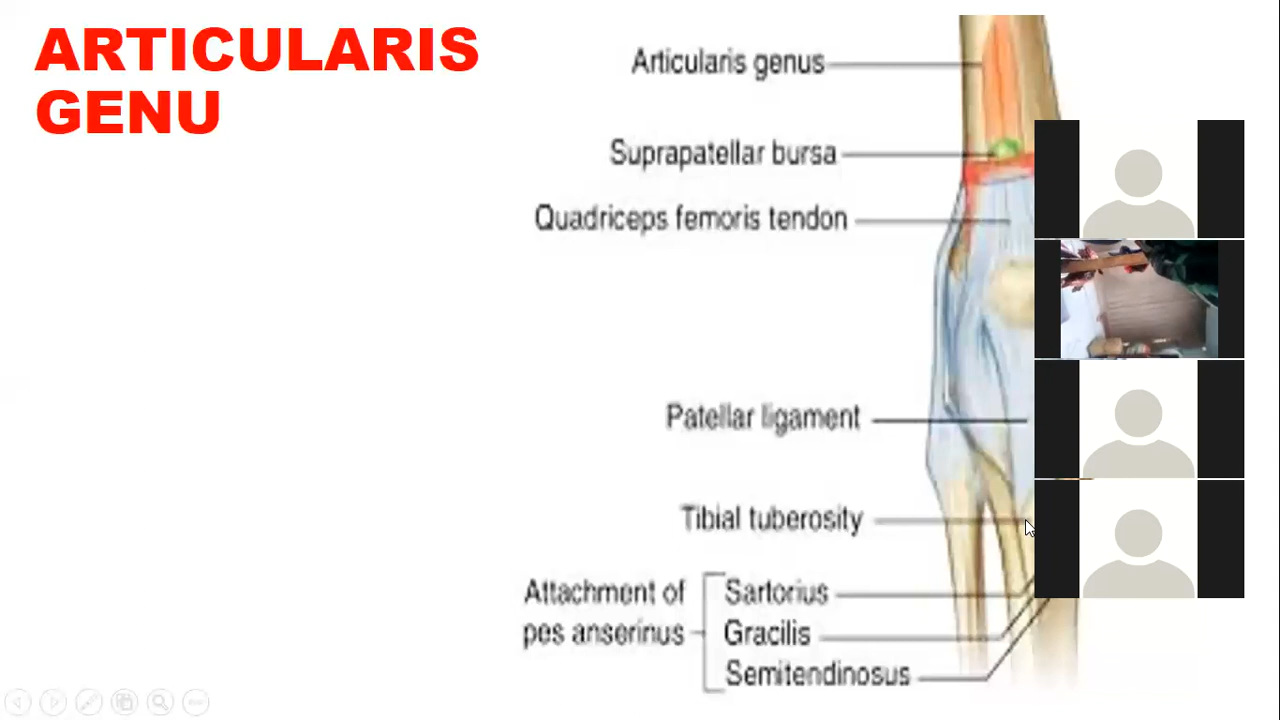 ARTICULARIS
GENU
Articularis genus
Suprapatellar bursa
Quadriceps femoris tendon
Patellar ligament
Tibial tuberosity
Attachment of
pes anserinus
Sartorius
Gracilis
Semitendinosus